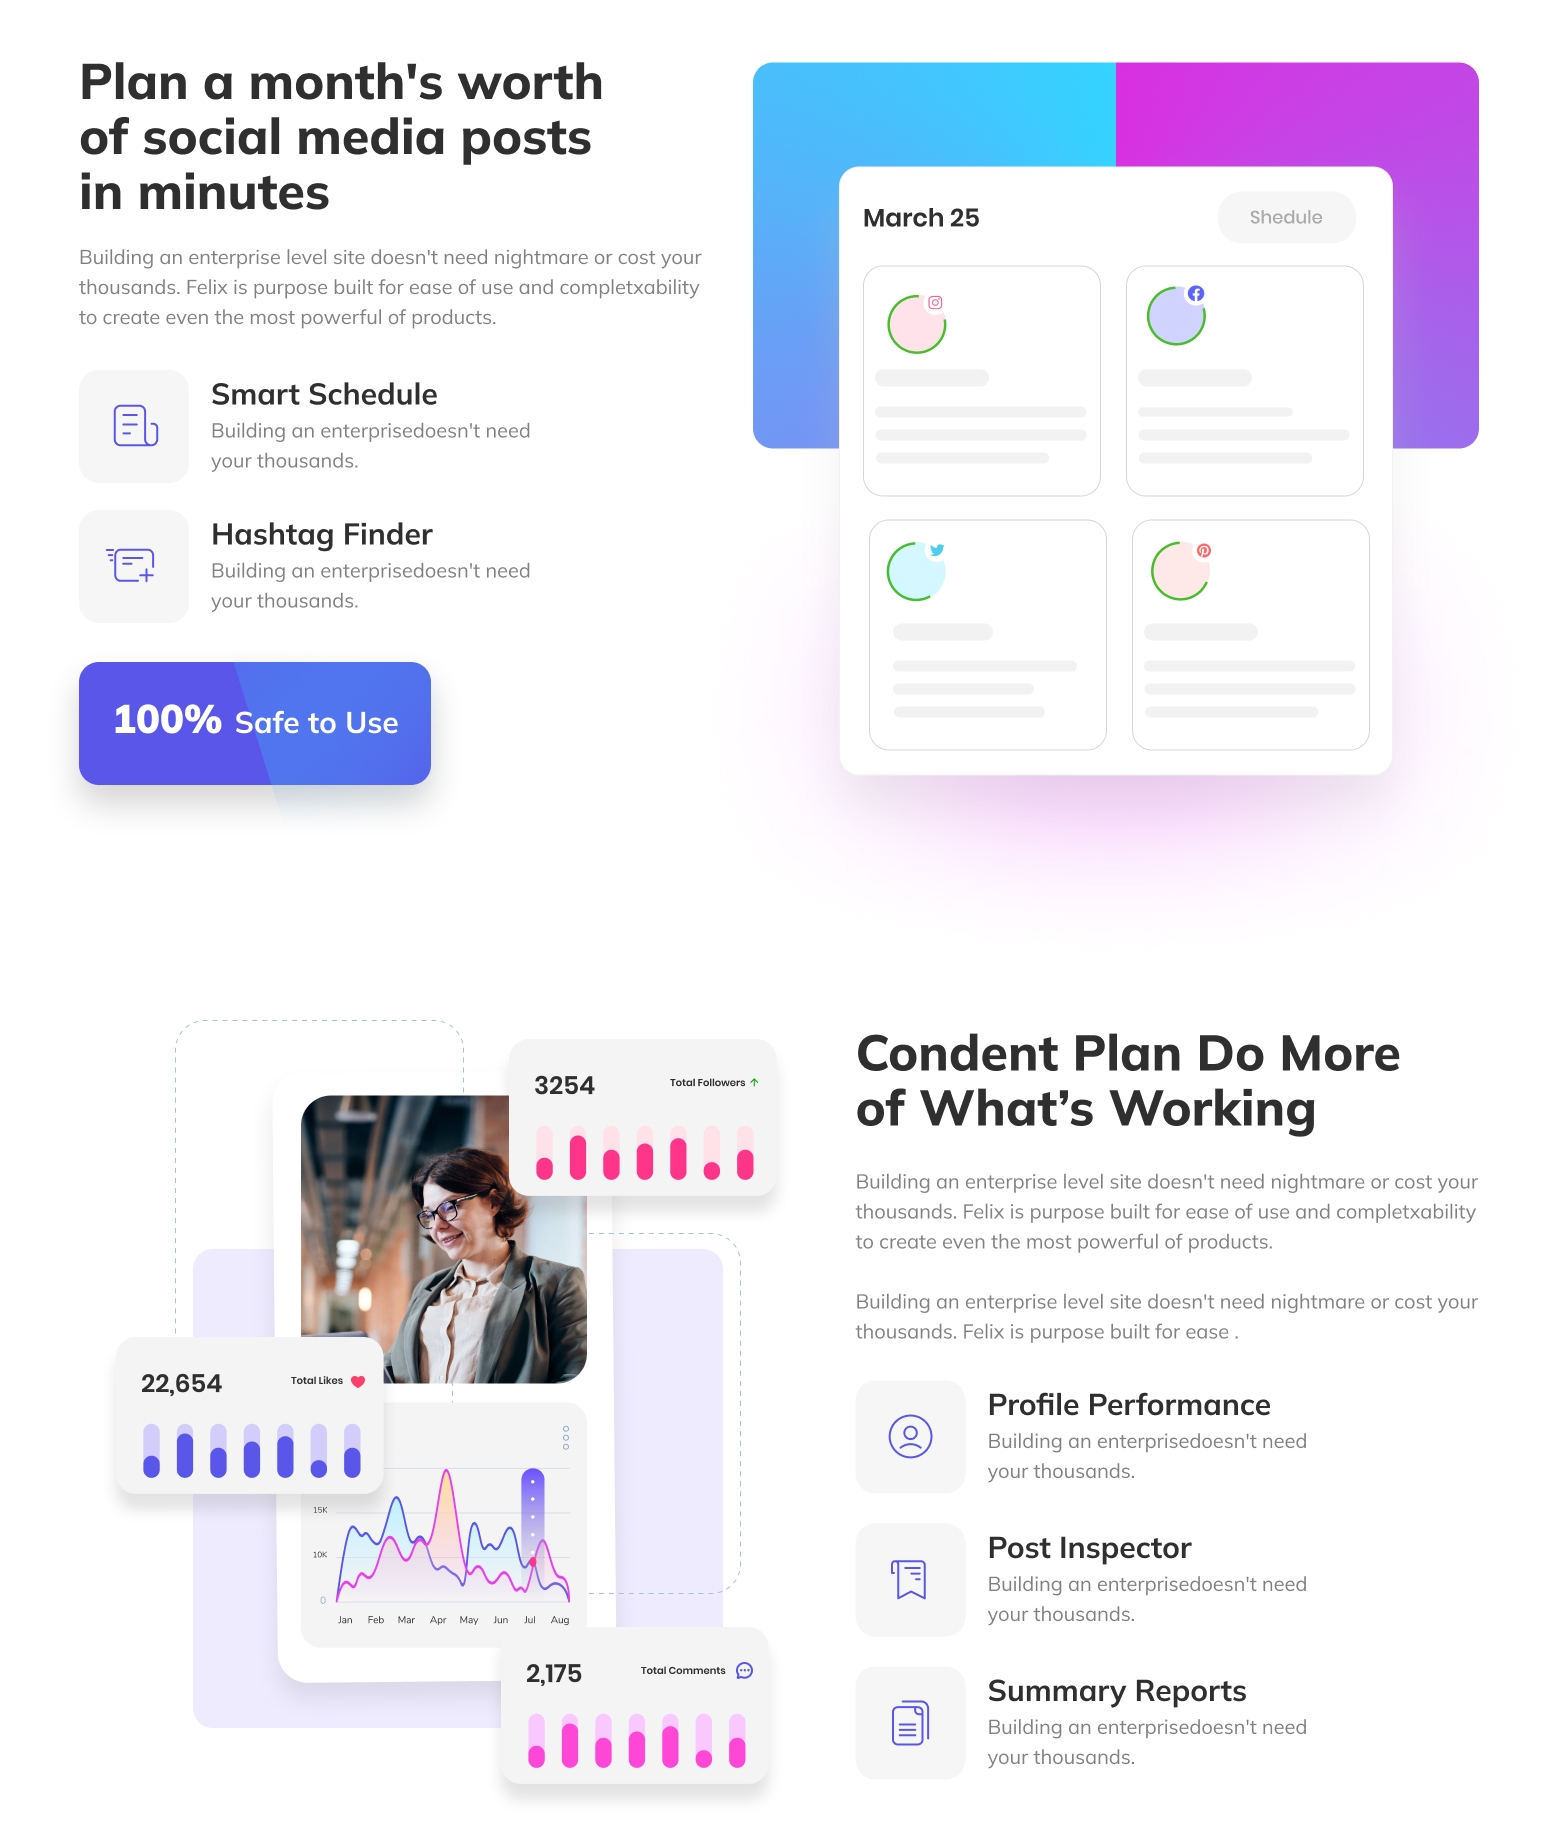 Plan a month's worth
of social media posts
in minutes
Building an enterprise level site doesn't need nightmare or cost your
thousands. Felix is purpose built for ease of use and completxability
to create even the most powerful of products.
Smart Schedule
Building an enterprisedoesn't need
your thousands.
Hashtag Finder
Building an enterprisedoesn't need
your thousands.
100% Safe to Use
March 25
Shedule
3254
Total Followers
22,654
Total Likes
15K
10K
0
Jan Feb Mar Apr May Jun Jul Aug
2,175
Total Comments
Condent Plan Do More
of What’s Working
Building an enterprise level site doesn't need nightmare or cost your
thousands. Felix is purpose built for ease of use and completxability
to create even the most powerful of products.
Building an enterprise level site doesn't need nightmare or cost your
thousands. Felix is purpose built for ease .
Profile Performance
Building an enterprisedoesn't need
your thousands.
Post Inspector
Building an enterprisedoesn't need
your thousands.
Summary Reports
Building an enterprisedoesn't need
your thousands.